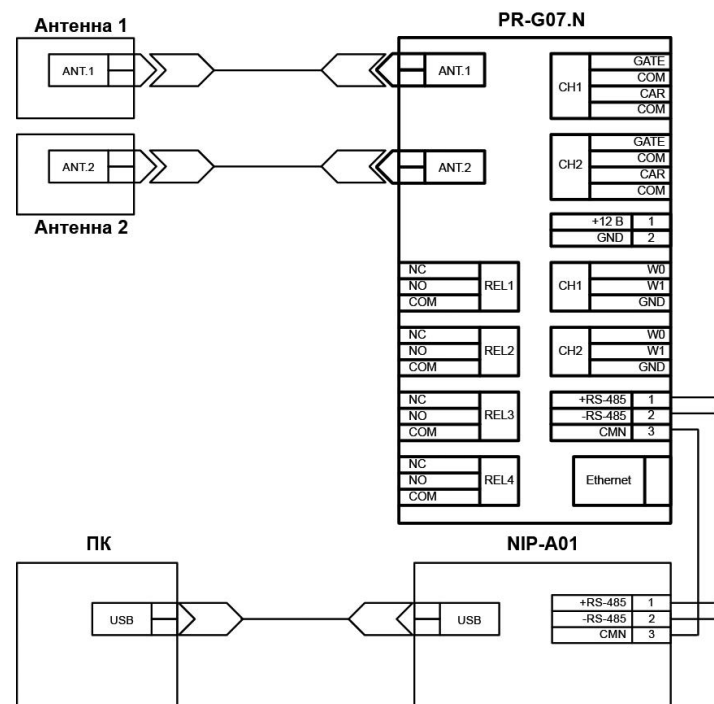 Антенна 1
ANT.1
ANT.2
Антенна 2
PR-G07.N
ANT.1
ANT.2
CH1
GATE
COM
CAR
COM
CH2
GATE
COM
CAR
COM
+12 В 1
GND 2
NC
NO
COM
REL1
CH1
W0
W1
GND
NC
NO
COM
REL2
CH2
W0
W1
GND
NC
NO
COM
REL3
+RS-485 1
-RS-485 2
CMN 3
NC
NO
COM
REL4
Ethernet
ПК
USB
NIP-A01
USB
+RS-485 1
-RS-485 2
CMN 3